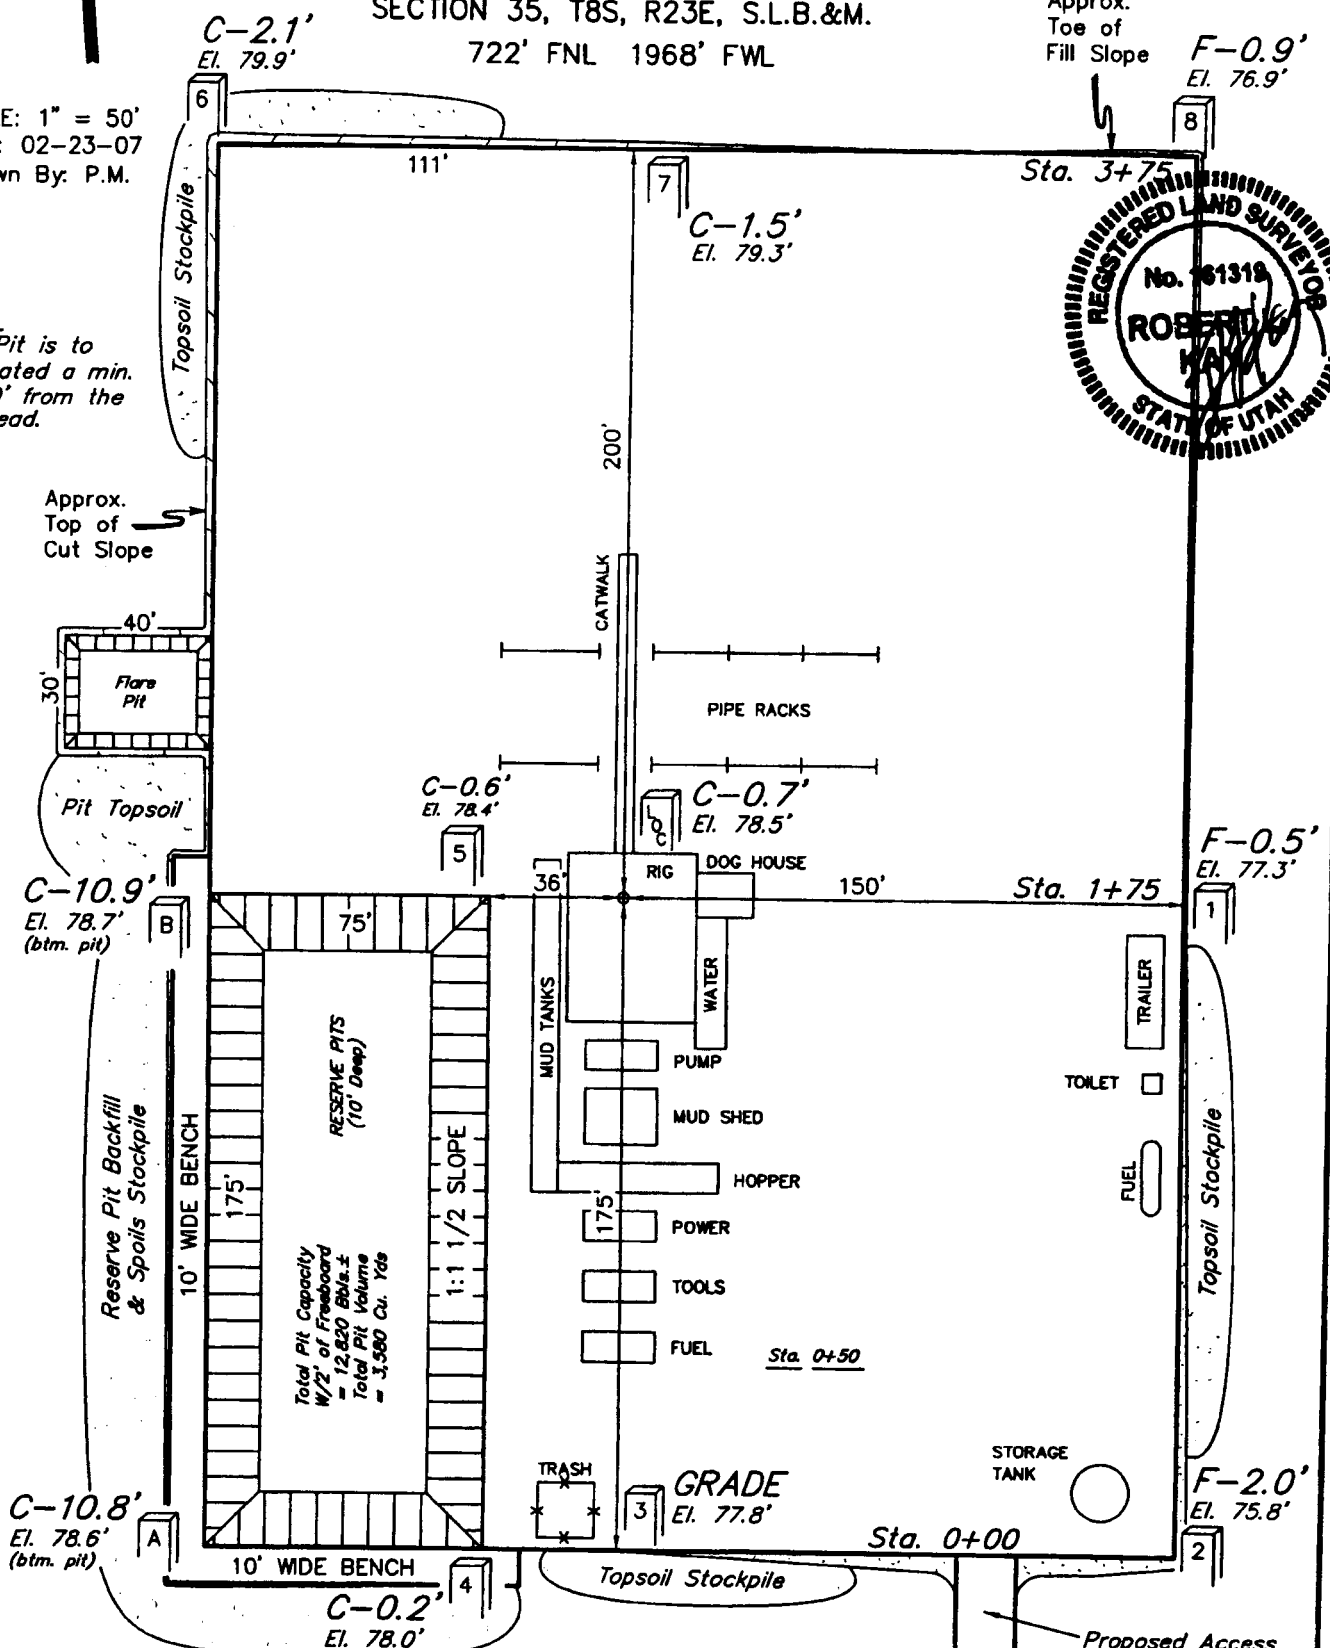 SECTION 35, T8S, R23E, S.L.B.&M.
722' FNL 1968' FWL
C-2.1'
El. 79.9'
6
Approx.
Toe of
Fill Slope
F-0.9'
El. 76.9'
8
E: 1" = 50'
: 02-23-07
wn By: P.M.
111'
7
C-1.5'
El. 79.3'
Sta. 3+75
Topsoil Stockpile
REGISTERED LAND SURVEYOR
No. 161319
ROBERT
KAY
STATE OF UTAH
Pit is to
ated a min.
' from the
ead.
200'
Approx.
Top of
Cut Slope
CATWALK
40'
30'
Flare
Pit
PIPE RACKS
Pit Topsoil
C-0.6'
El. 78.4'
5
LOC
C-0.7'
El. 78.5'
RIG
DOG HOUSE
F-0.5'
El. 77.3'
1
C-10.9'
El. 78.7'
(btm. pit)
B
75'
36'
150'
Sta. 1+75
MUD TANKS
WATER
TRAILER
RESERVE PITS
(10' Deep)
PUMP
TOILET
MUD SHED
Reserve Pit Backfill
& Spoils Stockpile
10' WIDE BENCH
175'
1:1 1/2 SLOPE
HOPPER
FUEL
Topsoil Stockpile
175'
POWER
TOOLS
FUEL
Sta. 0+50
Total Pit Capacity
W/2' of Freeboard
= 12,820 Bbls.±
Total Pit Volume
= 3,580 Cu. Yds
STORAGE
TANK
TRASH
3
GRADE
El. 77.8'
C-10.8'
El. 78.6'
(btm. pit)
A
F-2.0'
El. 75.8'
2
Sta. 0+00
10' WIDE BENCH
4
C-0.2'
El. 78.0'
Topsoil Stockpile
Proposed Access